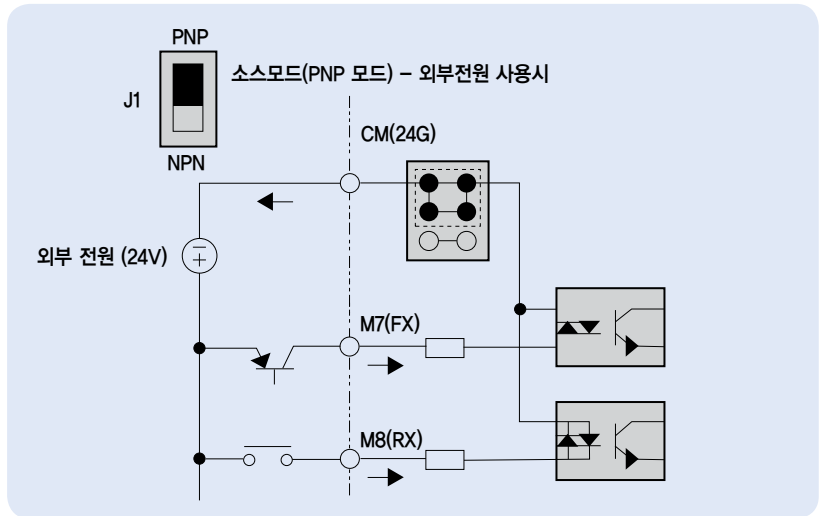 PNP
소스모드(PNP 모드) - 외부전원 사용시
J1
CM(24G)
NPN
외부 전원 (24V)
M7(FX)
M8(RX)